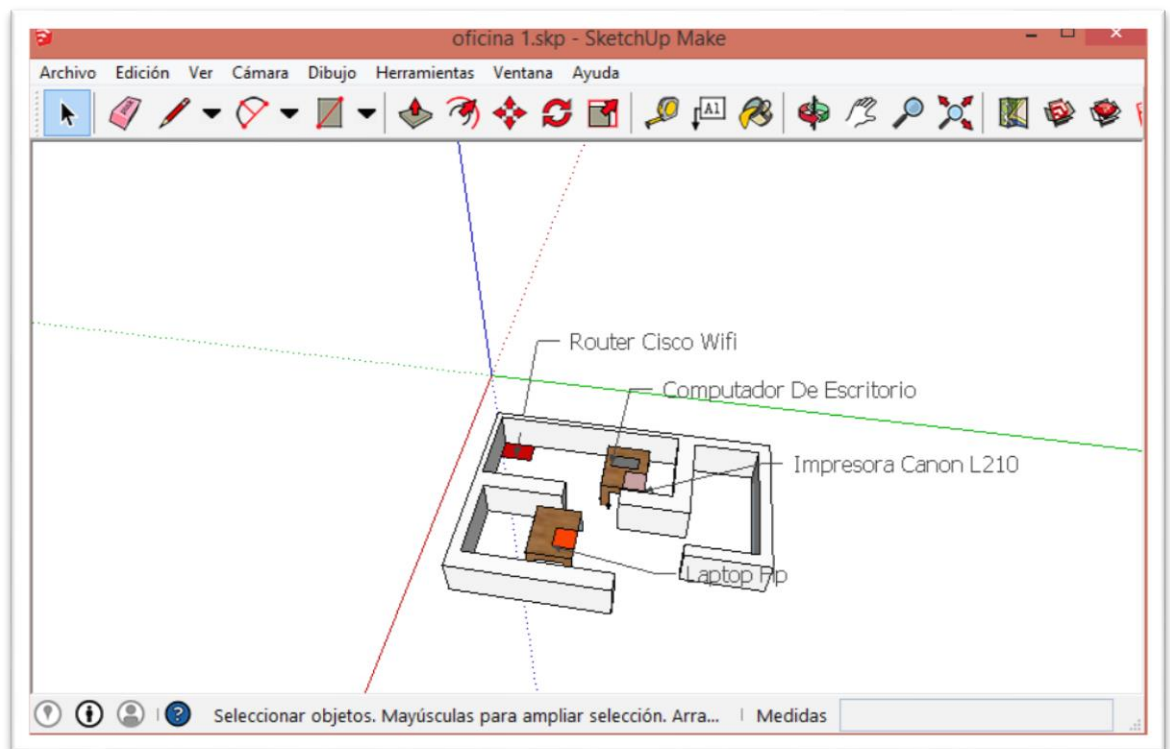 oficina 1.skp - SketchUp Make
Archivo Edición Ver Cámara Dibujo Herramientas Ventana Ayuda
A1
Router Cisco Wifi
Computador De Escritorio
Impresora Canon L210
Laptop Hp
Seleccionar objetos. Mayúsculas para ampliar selección. Arra... Medidas